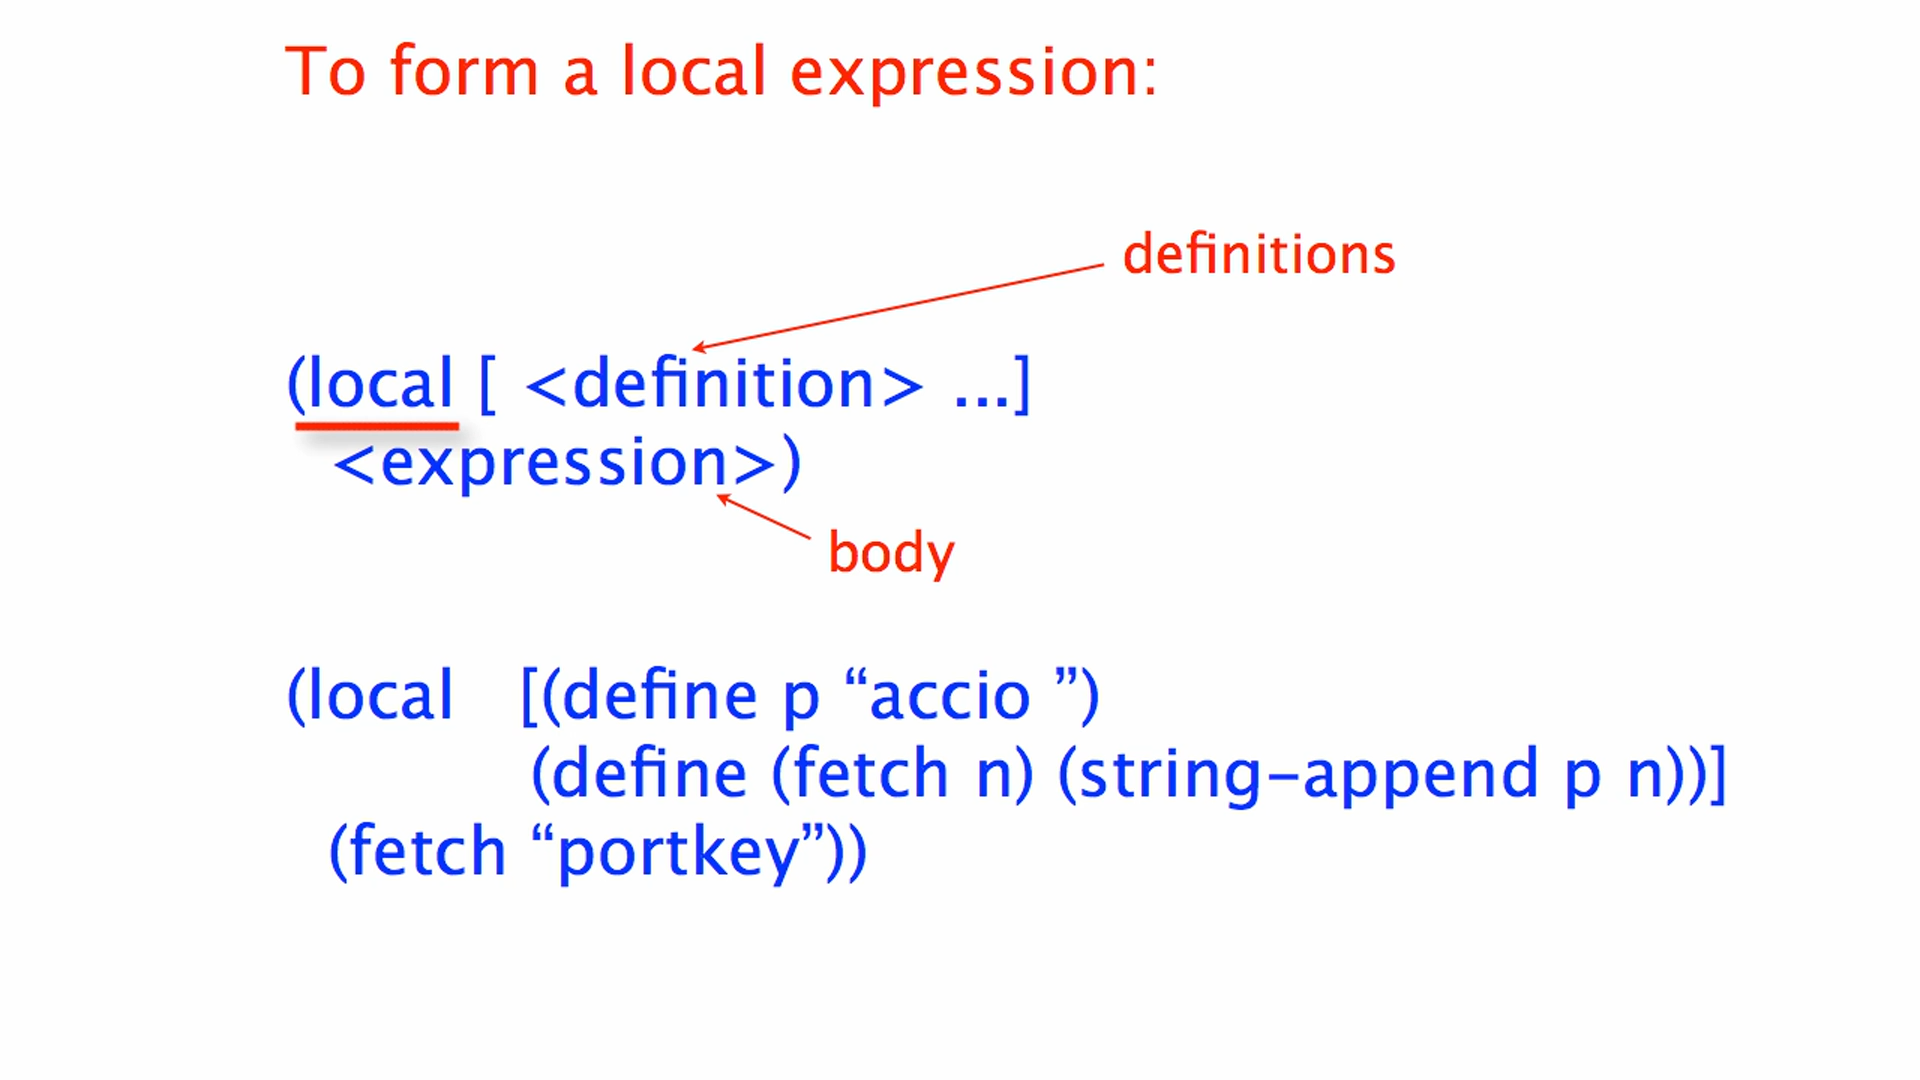 To form a local expression:
definitions
(local [ <definition> ...]
<expression>)
body
(local [(define p “accio ”)
(define (fetch n) (string-append p n))]
(fetch “portkey”))